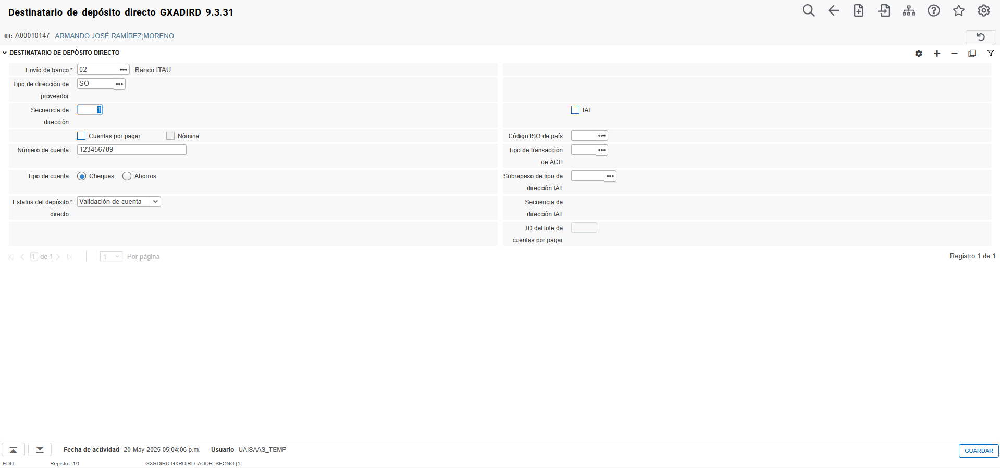 Destinatario de depósito directo GXADIRD 9.3.31
ID: A00010147 ARMANDO JOSÉ RAMÍREZ;MORENO
DESTINATARIO DE DEPÓSITO DIRECTO
Envío de banco * 02 Banco ITAU
Tipo de dirección de proveedor SO
Secuencia de dirección 1
IAT
Cuentas por pagar Nómina
Código ISO de país
Número de cuenta 123456789
Tipo de transacción de ACH
Tipo de cuenta Cheques Ahorros
Sobrepaso de tipo de dirección IAT
Estatus del depósito * directo Validación de cuenta
Secuencia de dirección IAT
ID del lote de cuentas por pagar
1 de 1 1 Por página Registro 1 de 1
Fecha de actividad 20-May-2025 05:04:06 p.m. Usuario UAISAAS_TEMP GUARDAR
EDIT Registro: 1/1 GXRDIRD.GXRDIRD_ADDR_SEQNO [1]